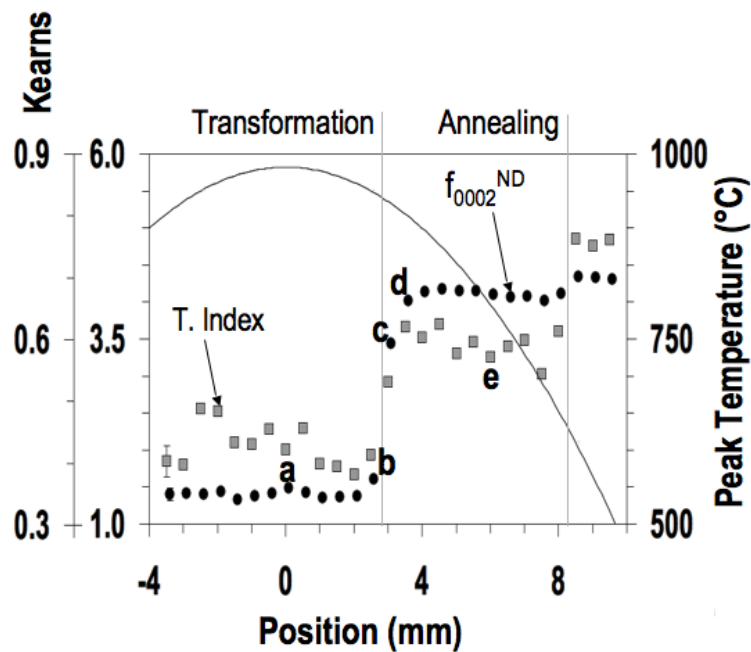 Kearns
Transformation Annealing
0.9 6.0 1000
f0002ND
d
T. Index
c
0.6 3.5 750
e
a b
0.3 1.0 500
-4 0 4 8
Position (mm)
Peak Temperature (°C)